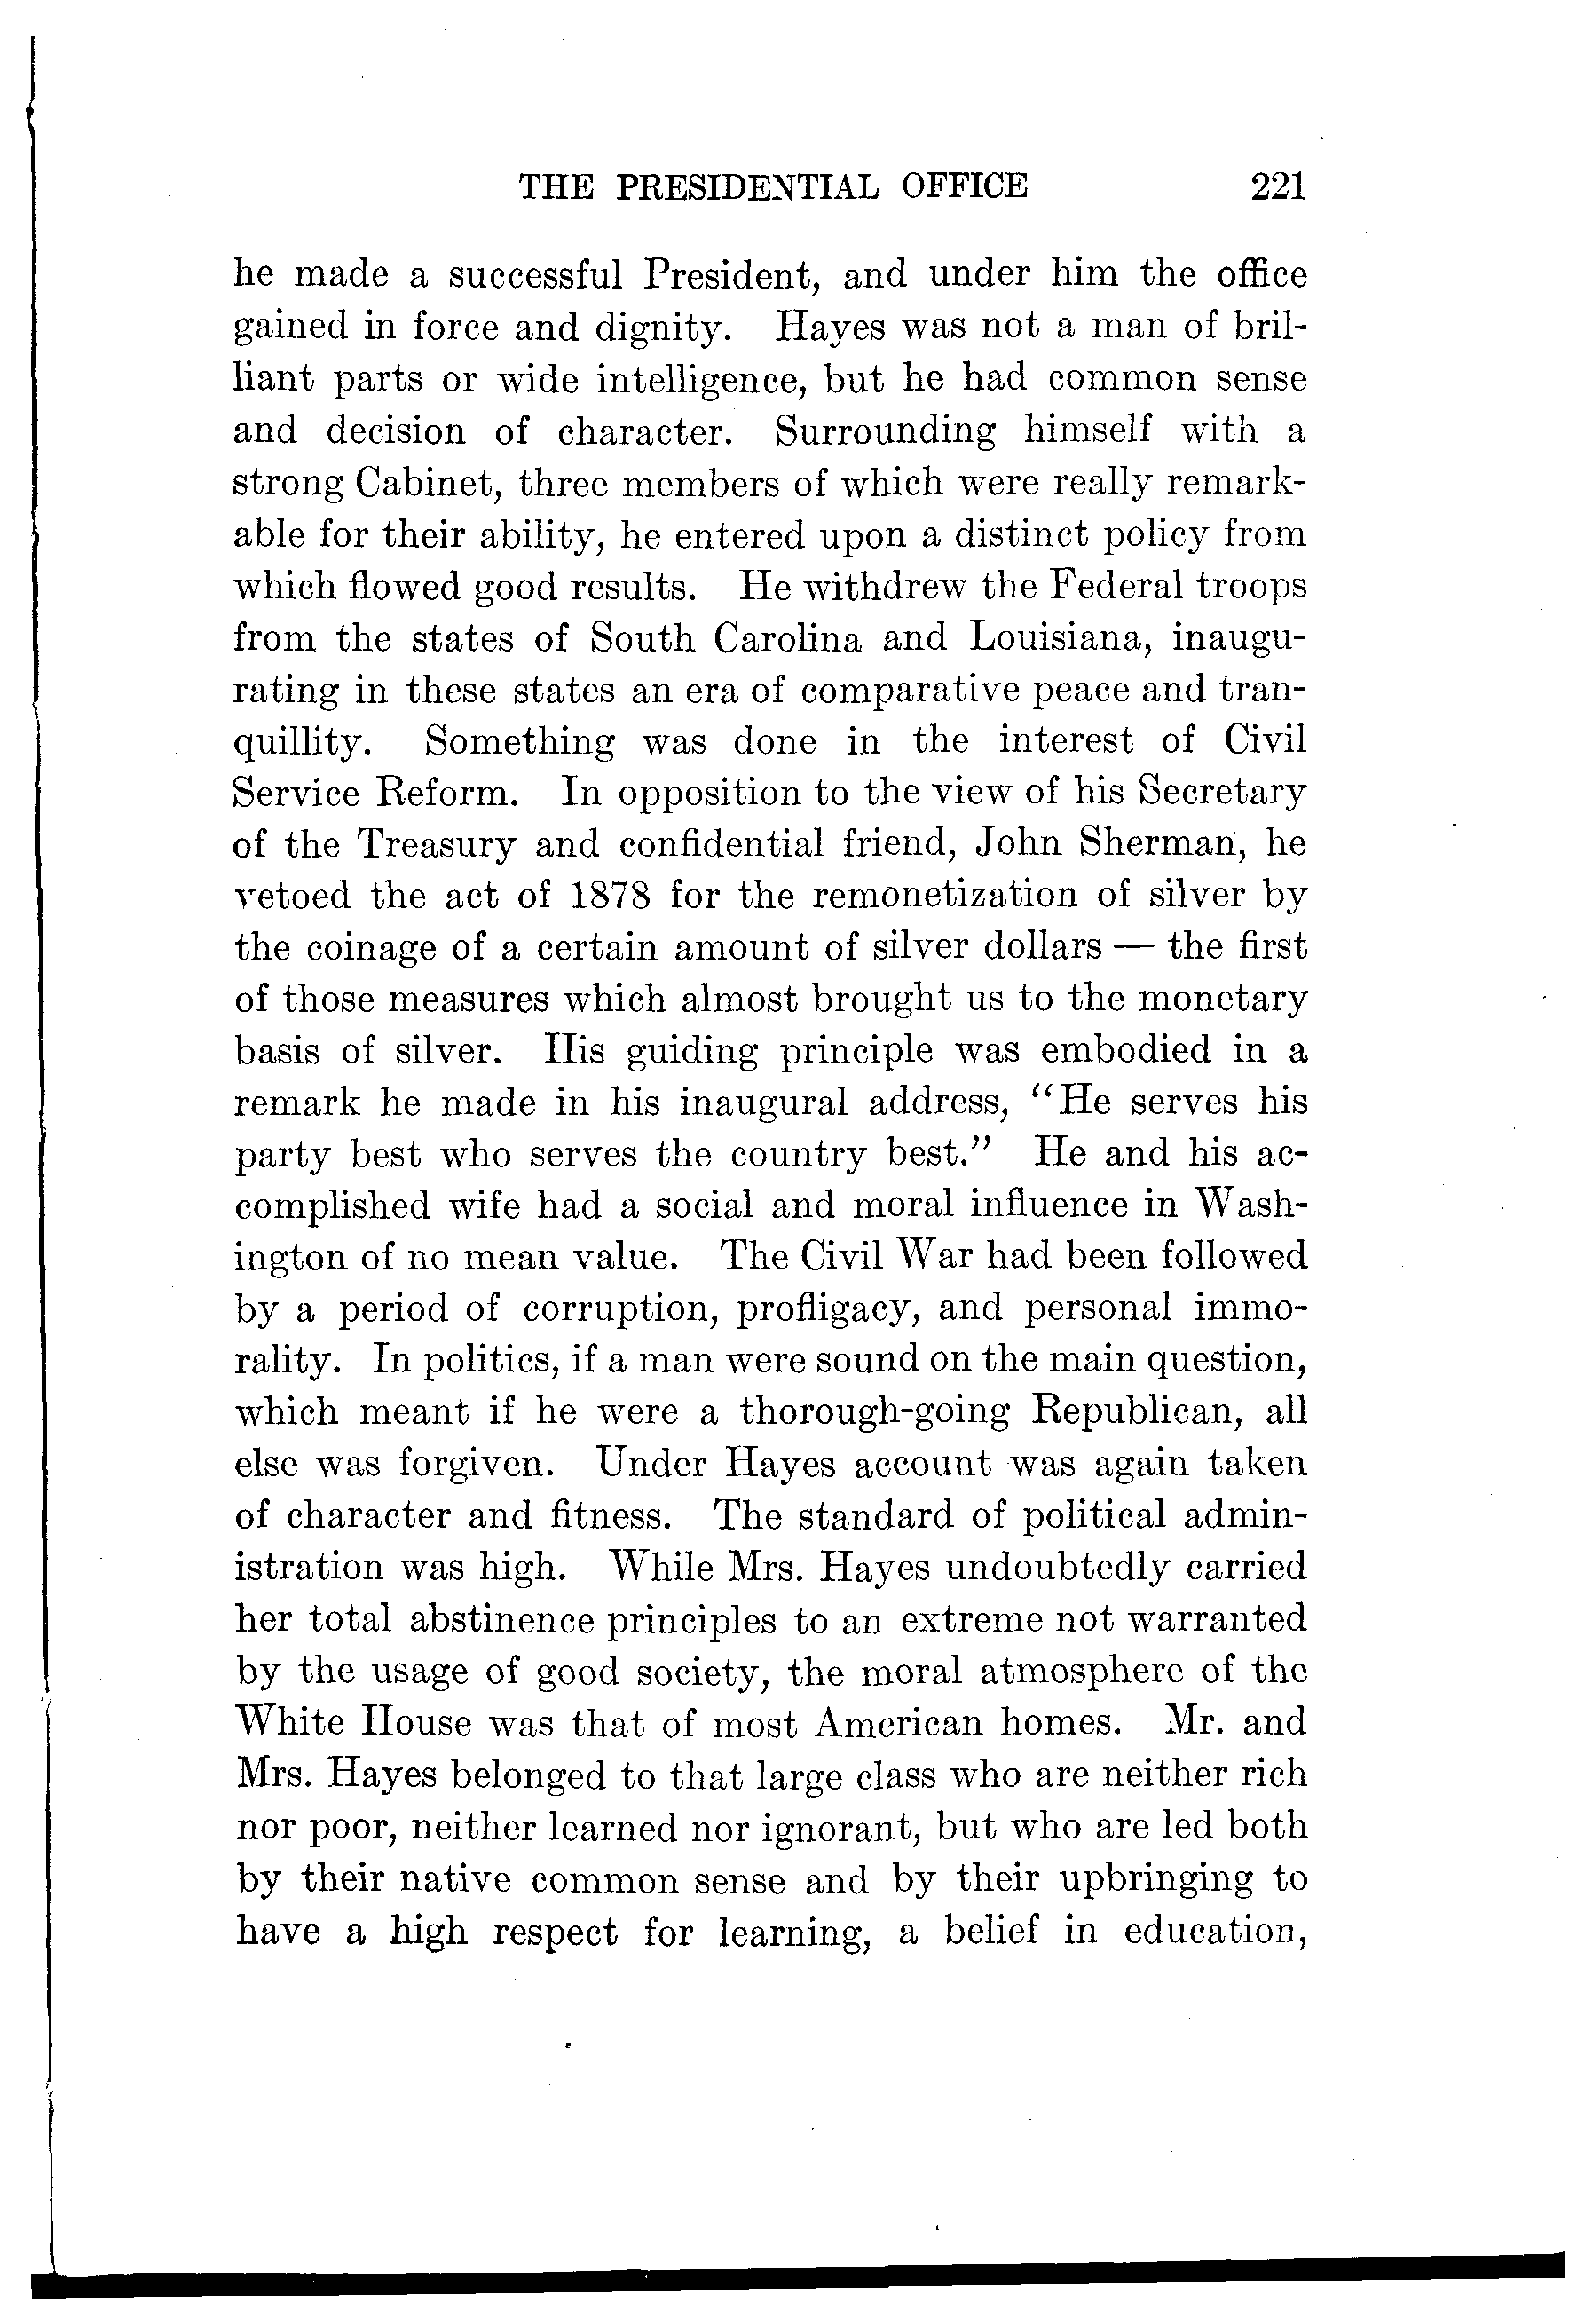 THE PRESIDENTIAL OFFICE 221
he made a successful President, and under him the office
gained in force and dignity. Hayes was not a man of bril-
liant parts or wide intelligence, but he had common sense
and decision of character. Surrounding himself with a
strong Cabinet, three members of which were really remark-
able for their ability, he entered upon a distinct policy from
which flowed good results. He withdrew the Federal troops
from the states of South Carolina and Louisiana, inaugu-
rating in these states an era of comparative peace and tran-
quillity. Something was done in the interest of Civil
Service Reform. In opposition to the view of his Secretary
of the Treasury and confidential friend, John Sherman, he
vetoed the act of 1878 for the remonetization of silver by
the coinage of a certain amount of silver dollars — the first
of those measures which almost brought us to the monetary
basis of silver. His guiding principle was embodied in a
remark he made in his inaugural address, "He serves his
party best who serves the country best." He and his ac-
complished wife had a social and moral influence in Wash-
ington of no mean value. The Civil War had been followed
by a period of corruption, profligacy, and personal immo-
rality. In politics, if a man were sound on the main question,
which meant if he were a thorough-going Republican, all
else was forgiven. Under Hayes account was again taken
of character and fitness. The standard of political admin-
istration was high. While Mrs. Hayes undoubtedly carried
her total abstinence principles to an extreme not warranted
by the usage of good society, the moral atmosphere of the
White House was that of most American homes. Mr. and
Mrs. Hayes belonged to that large class who are neither rich
nor poor, neither learned nor ignorant, but who are led both
by their native common sense and by their upbringing to
have a high respect for learning, a belief in education,